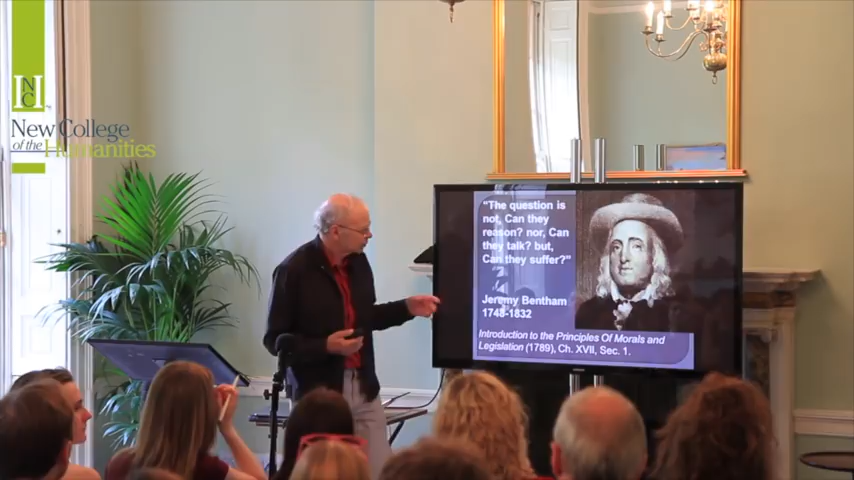 NCH
New College
of the Humanities
"The question is
not, Can they
reason? nor, Can
they talk? but,
Can they suffer?"
Jeremy Bentham
1748-1832
Introduction to the Principles Of Morals and
Legislation (1789), Ch. XVII, Sec. 1.